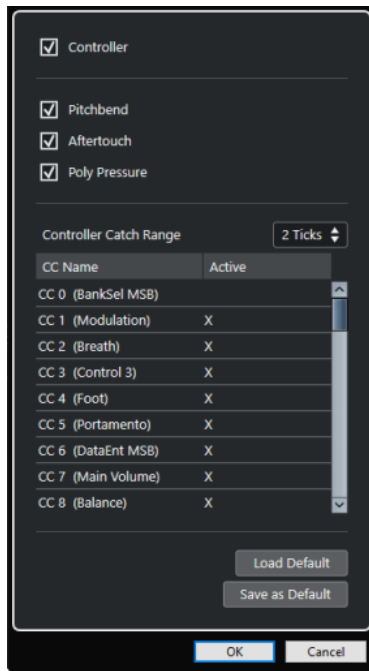 Controller
Pitchbend
Aftertouch
Poly Pressure
Controller Catch Range 2 Ticks
CC Name Active
CC 0 (BankSel MSB)
CC 1 (Modulation) X
CC 2 (Breath) X
CC 3 (Control 3) X
CC 4 (Foot) X
CC 5 (Portamento) X
CC 6 (DataEnt MSB) X
CC 7 (Main Volume) X
CC 8 (Balance) X
Load Default
Save as Default
OK Cancel